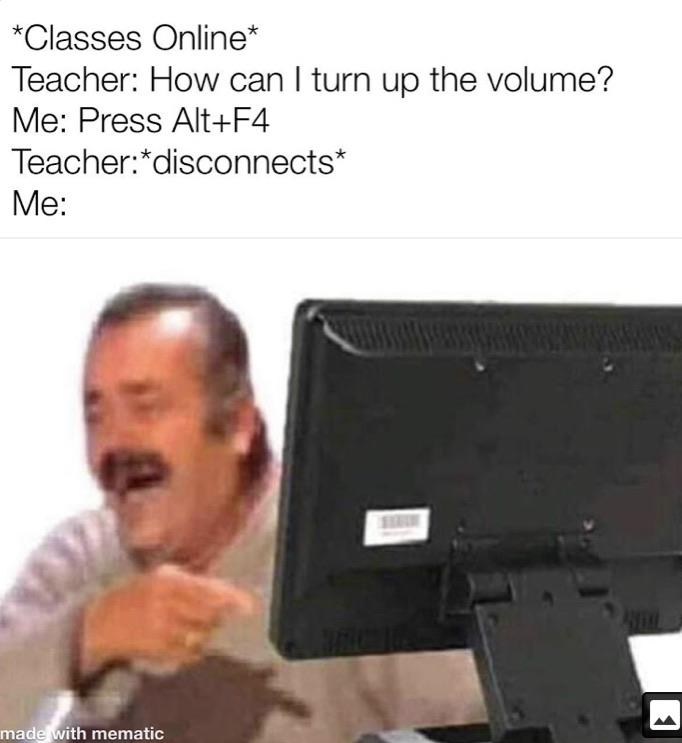 *Classes Online*
Teacher: How can I turn up the volume?
Me: Press Alt+F4
Teacher:*disconnects*
Me:
made with mematic